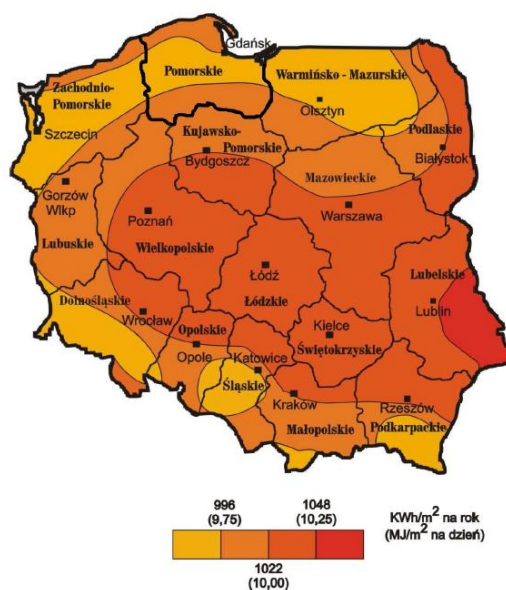 Gdańsk
Pomorskie
Warmińsko - Mazurskie
Zachodnio-
Pomorskie
Olsztyn
Szczecin
Kujawsko-
Pomorskie
Bydgoszcz
Podlaskie
Białystok
Mazowieckie
Gorzów
Wlkp
Poznań
Warszawa
Wielkopolskie
Lubuskie
Łódź
Łódzkie
Lubelskie
Lublin
Dolnośląskie
Wrocław
Opolskie
Opole
Kielce
Świętokrzyskie
Katowice
Śląskie
Kraków
Małopolskie
Rzeszów
Podkarpackie
996 1048 KWh/m² na rok
(9,75) (10,25) (MJ/m² na dzień)
1022
(10,00)